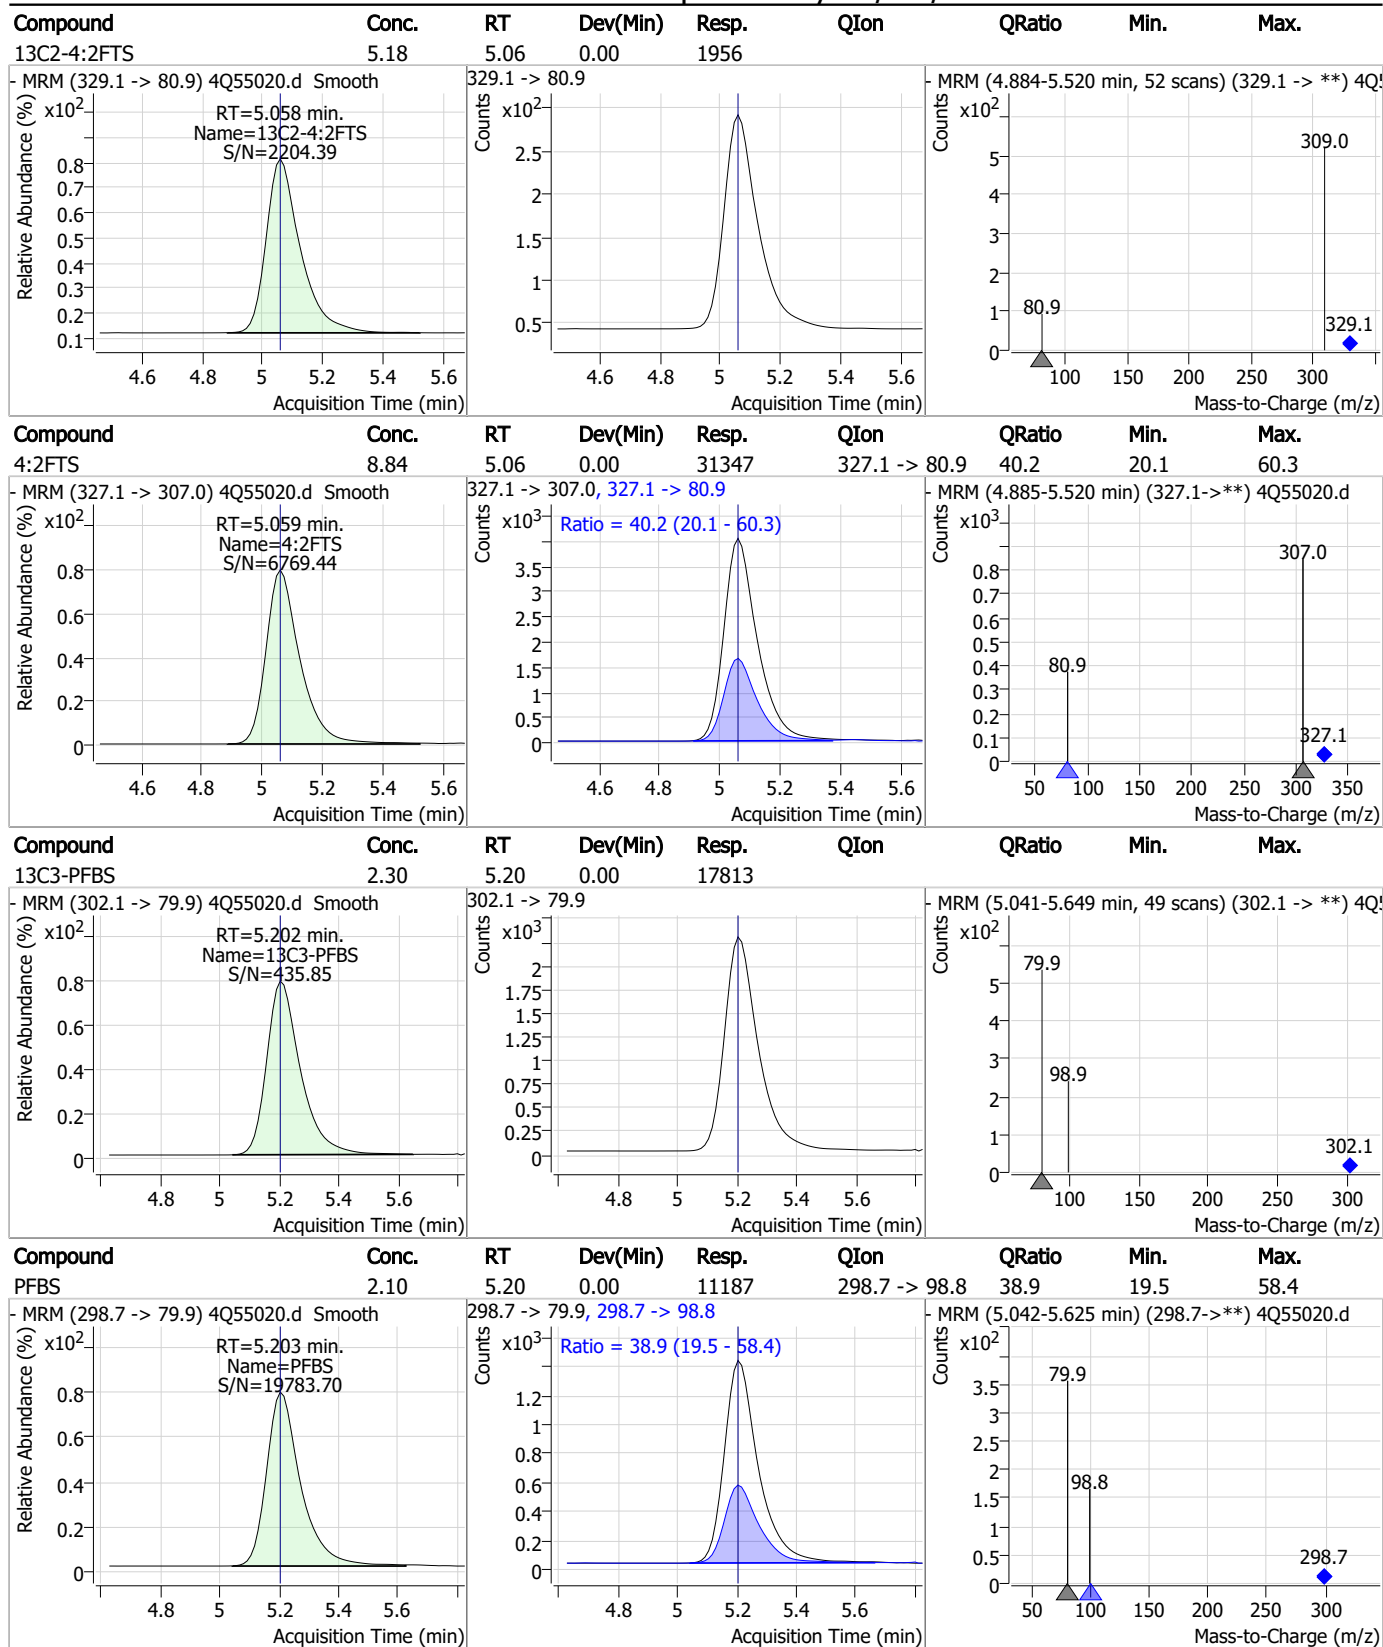 Compound Conc. RT Dev(Min) Resp. QIon QRatio Min. Max.
13C2-4:2FTS 5.18 5.06 0.00 1956
- MRM (329.1 -> 80.9) 4Q55020.d Smooth
Relative Abundance (%)
x10²
RT=5.058 min.
Name=13C2-4:2FTS
S/N=2204.39
0.8
0.7
0.6
0.5
0.4
0.3
0.2
0.1
4.6 4.8 5 5.2 5.4 5.6
Acquisition Time (min)
329.1 -> 80.9
Counts
x10²
2.5
2
1.5
1
0.5
4.6 4.8 5 5.2 5.4 5.6
Acquisition Time (min)
- MRM (4.884-5.520 min, 52 scans) (329.1 -> **) 4Q5
Counts
x10²
309.0
5
4
3
2
1
0
80.9
329.1
100 150 200 250 300
Mass-to-Charge (m/z)
Compound Conc. RT Dev(Min) Resp. QIon QRatio Min. Max.
4:2FTS 8.84 5.06 0.00 31347 327.1 -> 80.9 40.2 20.1 60.3
- MRM (327.1 -> 307.0) 4Q55020.d Smooth
Relative Abundance (%)
x10²
RT=5.059 min.
Name=4:2FTS
S/N=6769.44
0.8
0.6
0.4
0.2
0
4.6 4.8 5 5.2 5.4 5.6
Acquisition Time (min)
327.1 -> 307.0, 327.1 -> 80.9
Counts
x10³
Ratio = 40.2 (20.1 - 60.3)
3.5
3
2.5
2
1.5
1
0.5
0
4.6 4.8 5 5.2 5.4 5.6
Acquisition Time (min)
- MRM (4.885-5.520 min) (327.1->**) 4Q55020.d
Counts
x10³
307.0
0.8
0.7
0.6
0.5
0.4
0.3
0.2
0.1
0
80.9
327.1
50 100 150 200 250 300 350
Mass-to-Charge (m/z)
Compound Conc. RT Dev(Min) Resp. QIon QRatio Min. Max.
13C3-PFBS 2.30 5.20 0.00 17813
- MRM (302.1 -> 79.9) 4Q55020.d Smooth
Relative Abundance (%)
x10²
RT=5.202 min.
Name=13C3-PFBS
S/N=435.85
0.8
0.6
0.4
0.2
0
4.8 5 5.2 5.4 5.6
Acquisition Time (min)
302.1 -> 79.9
Counts
x10³
2
1.75
1.5
1.25
1
0.75
0.5
0.25
0
4.8 5 5.2 5.4 5.6
Acquisition Time (min)
- MRM (5.041-5.649 min, 49 scans) (302.1 -> **) 4Q5
Counts
x10²
79.9
5
4
3
2
1
0
98.9
302.1
100 150 200 250 300
Mass-to-Charge (m/z)
Compound Conc. RT Dev(Min) Resp. QIon QRatio Min. Max.
PFBS 2.10 5.20 0.00 11187 298.7 -> 98.8 38.9 19.5 58.4
- MRM (298.7 -> 79.9) 4Q55020.d Smooth
Relative Abundance (%)
x10²
RT=5.203 min.
Name=PFBS
S/N=19783.70
0.8
0.6
0.4
0.2
0
4.8 5 5.2 5.4 5.6
Acquisition Time (min)
298.7 -> 79.9, 298.7 -> 98.8
Counts
x10³
Ratio = 38.9 (19.5 - 58.4)
1.2
1
0.8
0.6
0.4
0.2
0
4.8 5 5.2 5.4 5.6
Acquisition Time (min)
- MRM (5.042-5.625 min) (298.7->**) 4Q55020.d
Counts
x10²
79.9
3.5
3
2.5
2
1.5
1
0.5
0
98.8
298.7
50 100 150 200 250 300
Mass-to-Charge (m/z)